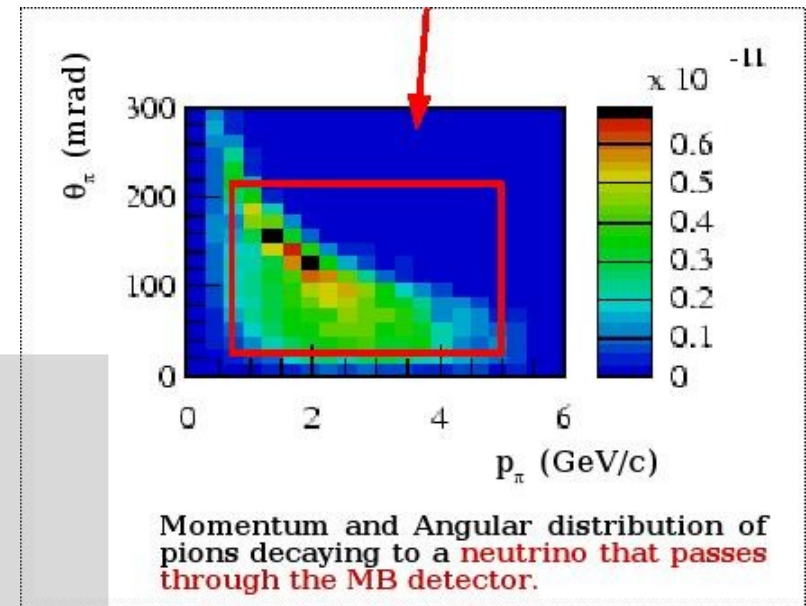 -11
x 10
300
200
100
0
θπ (mrad)
0.6
0.5
0.4
0.3
0.2
0.1
0
0 2 4 6
pπ (GeV/c)
Momentum and Angular distribution of
pions decaying to a neutrino that passes
through the MB detector.